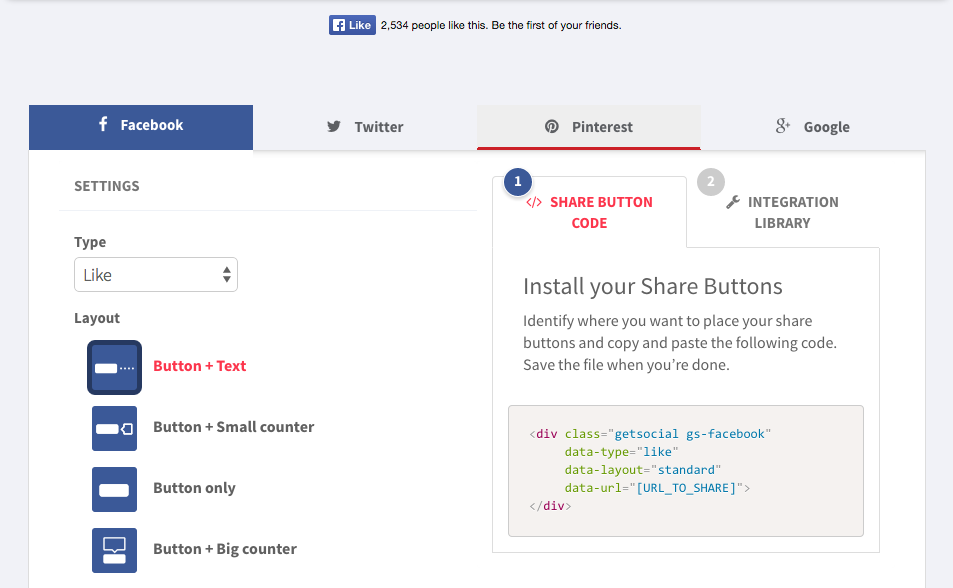 Like 2,534 people like this. Be the first of your friends.
Facebook
Twitter
Pinterest
Google
SETTINGS
Type
Like
Layout
Button + Text
Button + Small counter
Button only
Button + Big counter
1
</> SHARE BUTTON
CODE
2
INTEGRATION
LIBRARY
Install your Share Buttons
Identify where you want to place your share
buttons and copy and paste the following code.
Save the file when you’re done.
<div class="getsocial gs-facebook"
data-type="like"
data-layout="standard"
data-url="[URL_TO_SHARE]">
</div>